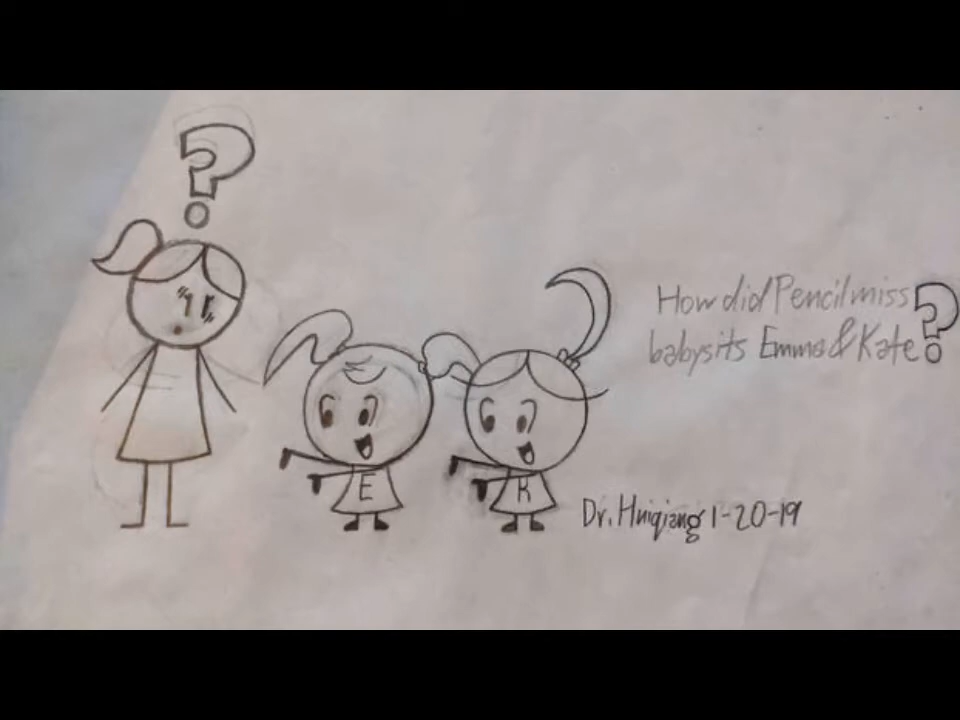 ?
How did Pencilmiss?
babysits Emma & Kate
E
K
Dr. Huiqiang 1-20-19